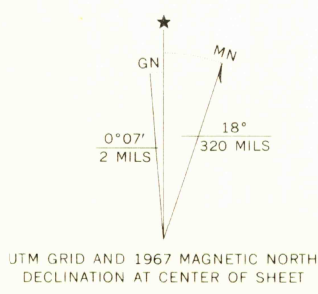 ★
GN
MN
0°07'
2 MILS
18°
320 MILS
UTM GRID AND 1967 MAGNETIC NORTH
DECLINATION AT CENTER OF SHEET